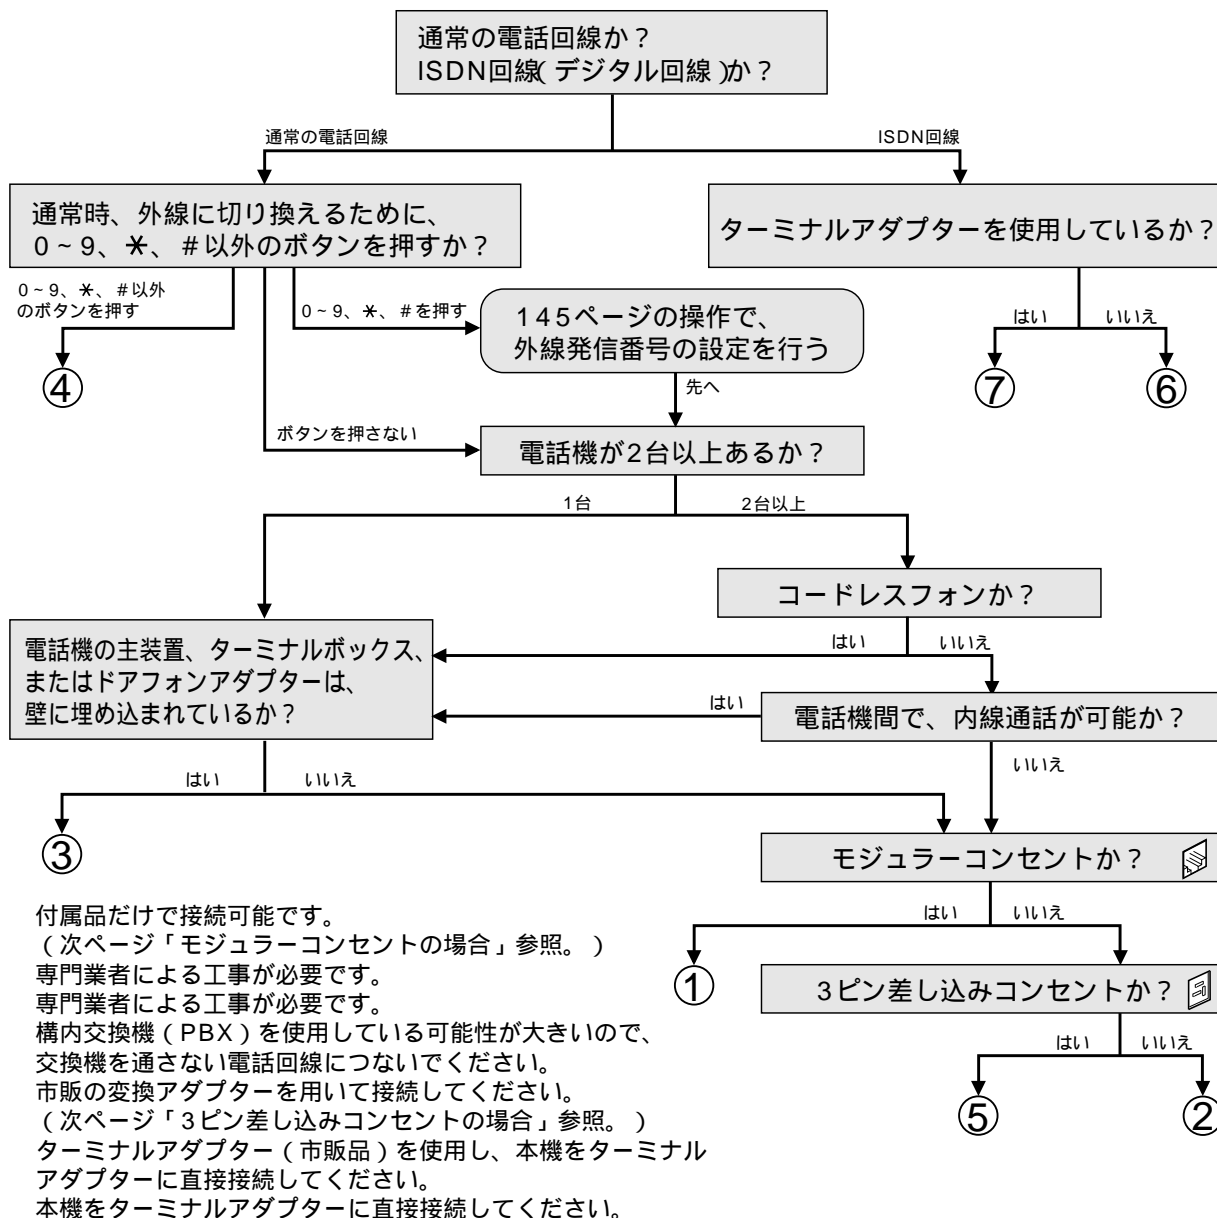 通常の電話回線か？
ISDN回線(デジタル回線)か？
通常の電話回線
ISDN回線
通常時、外線に切り換えるために、
0～9、＊、＃以外のボタンを押すか？
ターミナルアダプターを使用しているか？
0～9、＊、＃以外
のボタンを押す
0～9、＊、＃を押す
145ページの操作で、
外線発信番号の設定を行う
はい
いいえ
④
⑦
⑥
先へ
ボタンを押さない
電話機が2台以上あるか？
1台
2台以上
コードレスフォンか？
はい
いいえ
電話機の主装置、ターミナルボックス、
またはドアフォンアダプターは、
壁に埋め込まれているか？
はい
電話機間で、内線通話が可能か？
いいえ
はい
いいえ
③
モジュラーコンセントか？
はい
いいえ
①
3ピン差し込みコンセントか？
はい
いいえ
⑤
②
付属品だけで接続可能です。
（次ページ「モジュラーコンセントの場合」参照。）
専門業者による工事が必要です。
専門業者による工事が必要です。
構内交換機（PBX）を使用している可能性が大きいので、
交換機を通さない電話回線につないでください。
市販の変換アダプターを用いて接続してください。
（次ページ「3ピン差し込みコンセントの場合」参照。）
ターミナルアダプター（市販品）を使用し、本機をターミナル
アダプターに直接接続してください。
本機をターミナルアダプターに直接接続してください。